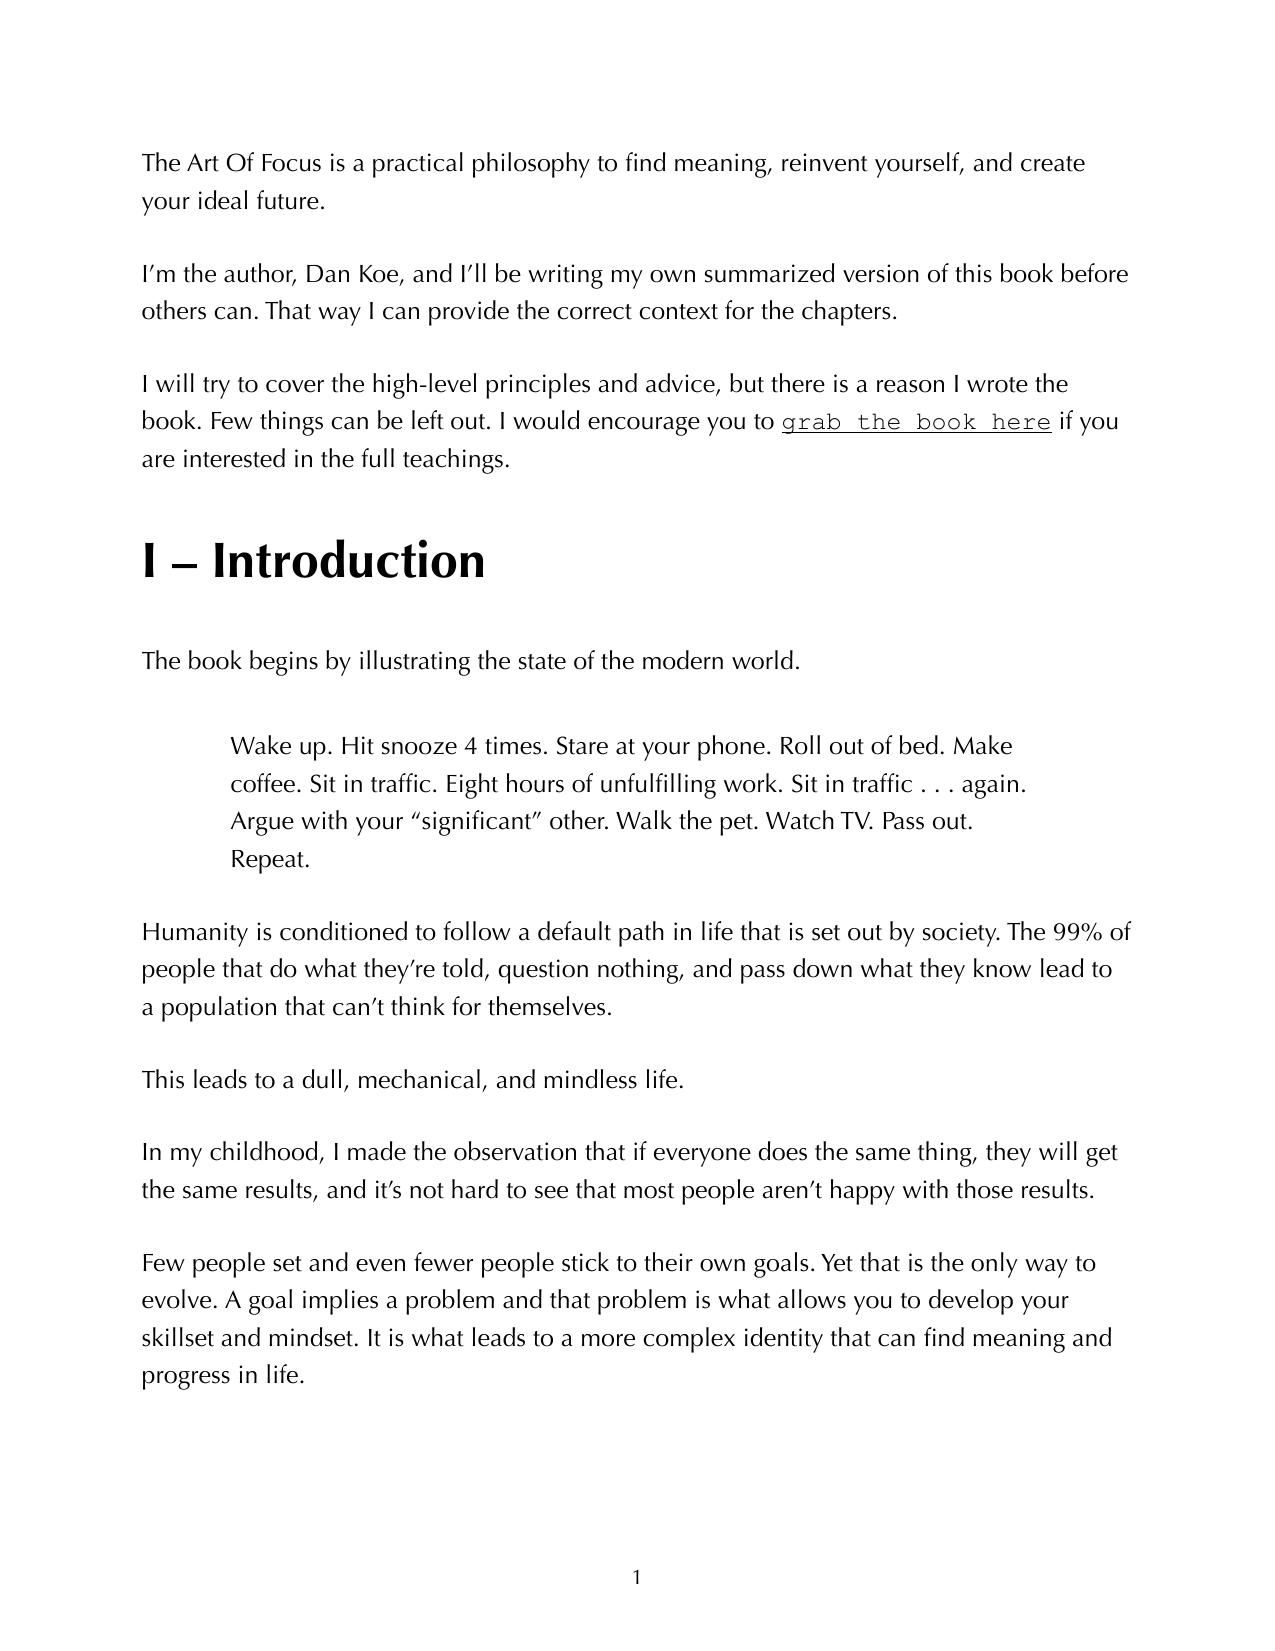 The Art Of Focus is a practical philosophy to find meaning, reinvent yourself, and create
your ideal future.
I’m the author, Dan Koe, and I’ll be writing my own summarized version of this book before
others can. That way I can provide the correct context for the chapters.
I will try to cover the high-level principles and advice, but there is a reason I wrote the
book. Few things can be left out. I would encourage you to grab the book here if you
are interested in the full teachings.
I – Introduction
The book begins by illustrating the state of the modern world.
Wake up. Hit snooze 4 times. Stare at your phone. Roll out of bed. Make
coffee. Sit in traffic. Eight hours of unfulfilling work. Sit in traffic . . . again.
Argue with your “significant” other. Walk the pet. Watch TV. Pass out.
Repeat.
Humanity is conditioned to follow a default path in life that is set out by society. The 99% of
people that do what they’re told, question nothing, and pass down what they know lead to
a population that can’t think for themselves.
This leads to a dull, mechanical, and mindless life.
In my childhood, I made the observation that if everyone does the same thing, they will get
the same results, and it’s not hard to see that most people aren’t happy with those results.
Few people set and even fewer people stick to their own goals. Yet that is the only way to
evolve. A goal implies a problem and that problem is what allows you to develop your
skillset and mindset. It is what leads to a more complex identity that can find meaning and
progress in life.
1